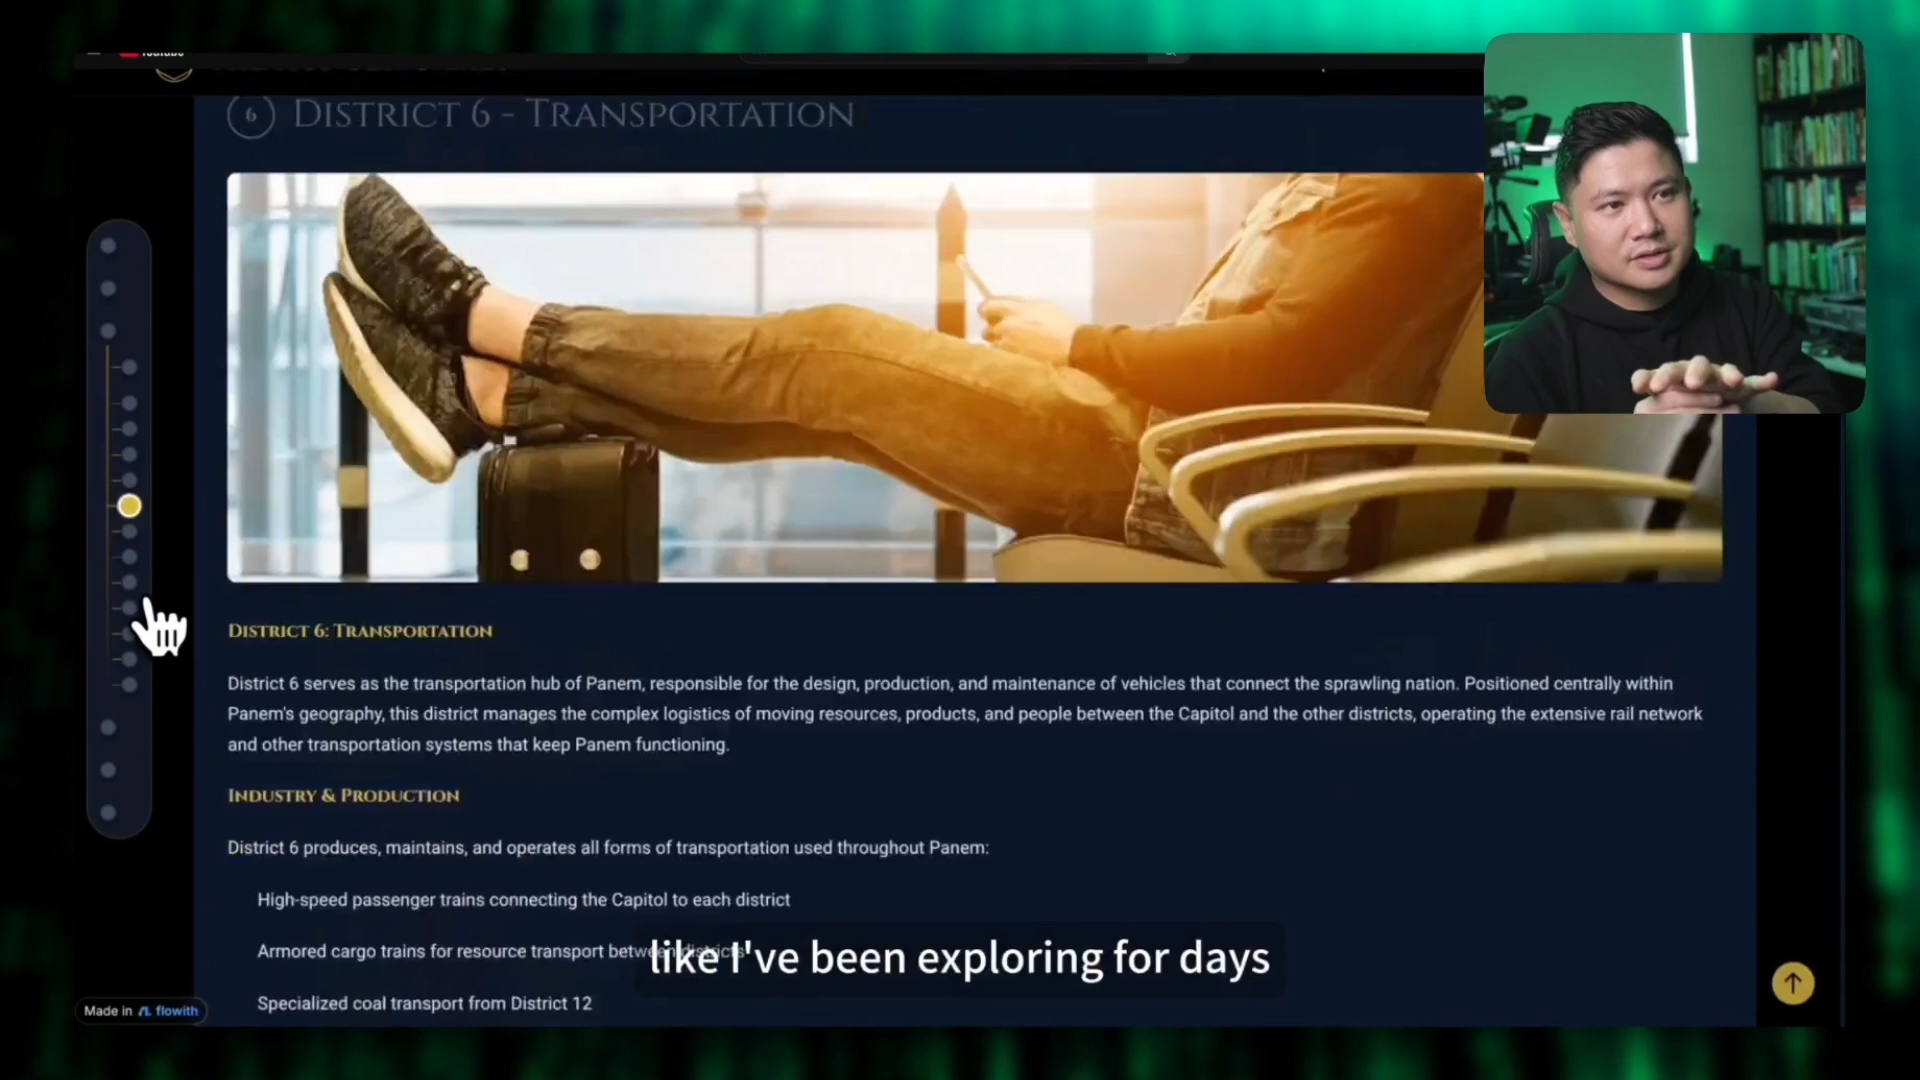 6 DISTRICT 6 - TRANSPORTATION
DISTRICT 6: TRANSPORTATION
District 6 serves as the transportation hub of Panem, responsible for the design, production, and maintenance of vehicles that connect the sprawling nation. Positioned centrally within
Panem's geography, this district manages the complex logistics of moving resources, products, and people between the Capitol and the other districts, operating the extensive rail network
and other transportation systems that keep Panem functioning.
INDUSTRY & PRODUCTION
District 6 produces, maintains, and operates all forms of transportation used throughout Panem:
High-speed passenger trains connecting the Capitol to each district
Armored cargo trains for resource transport between districts
like I've been exploring for days
Specialized coal transport from District 12
Made in flowith